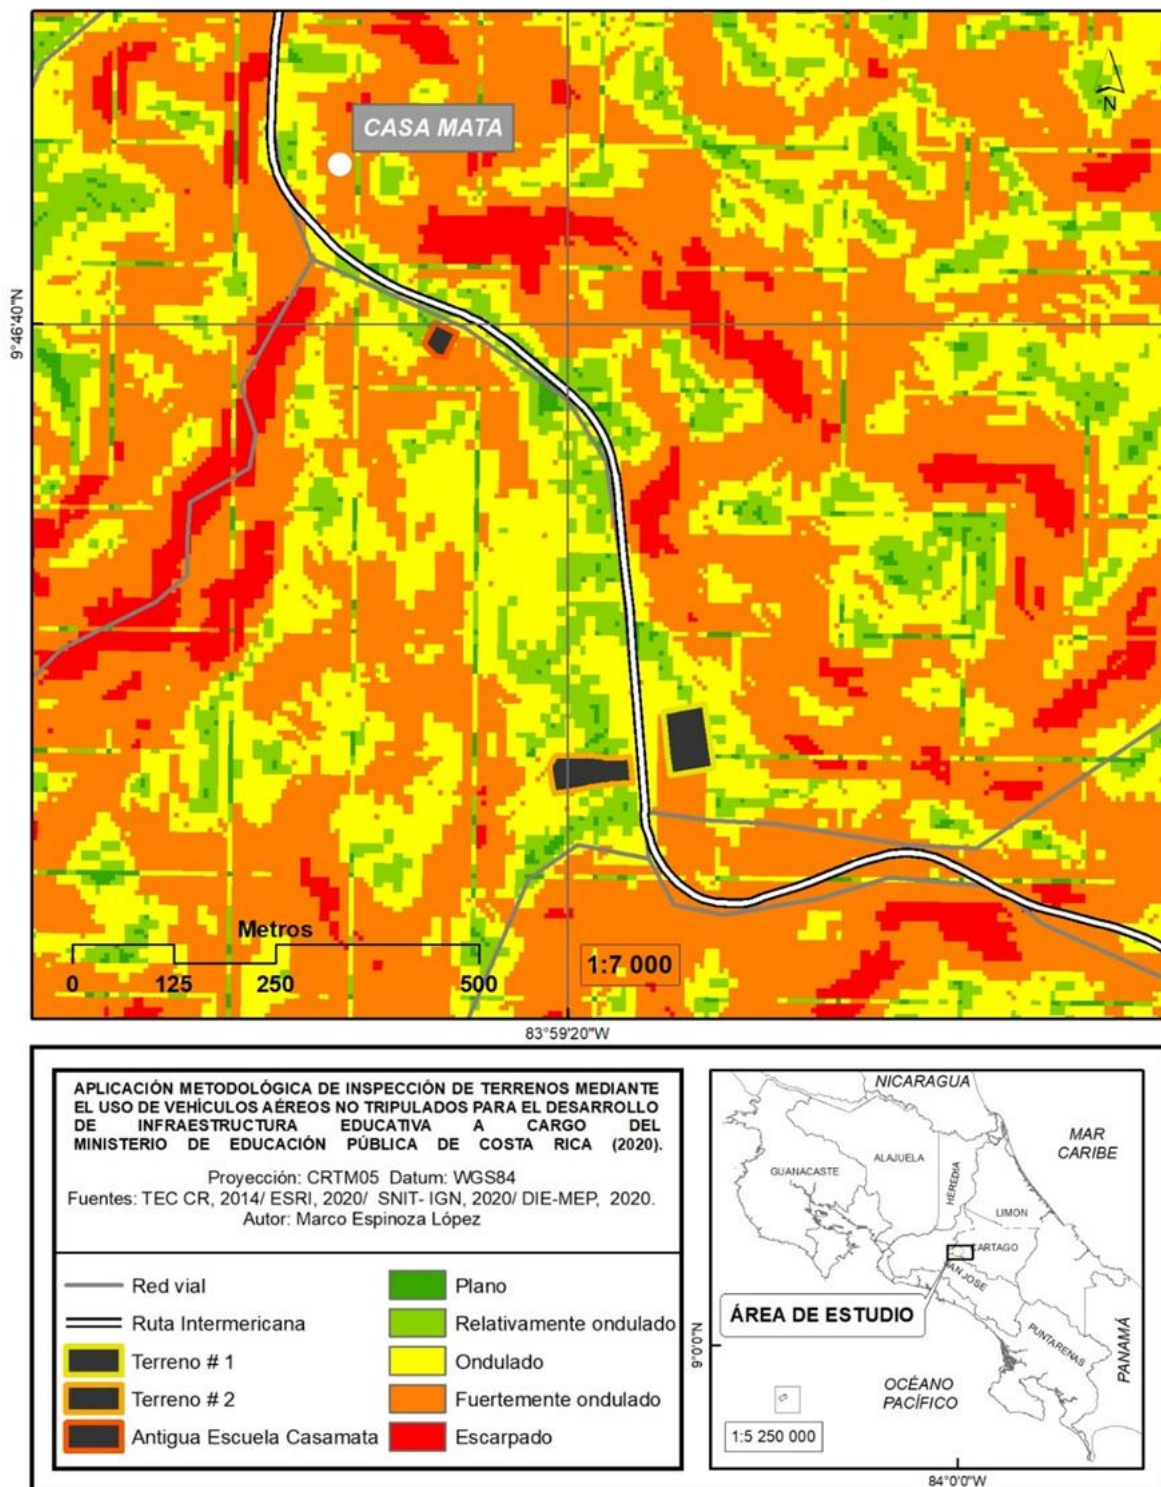 CASA MATA
N
9°46'40"N
Metros
0 125 250 500
1:7 000
83°59'20"W
APLICACIÓN METODOLÓGICA DE INSPECCIÓN DE TERRENOS MEDIANTE
EL USO DE VEHÍCULOS AÉREOS NO TRIPULADOS PARA EL DESARROLLO
DE INFRAESTRUCTURA EDUCATIVA A CARGO DEL
MINISTERIO DE EDUCACIÓN PÚBLICA DE COSTA RICA (2020).
Proyección: CRTM05 Datum: WGS84
Fuentes: TEC CR, 2014/ ESRI, 2020/ SNIT- IGN, 2020/ DIE-MEP, 2020.
Autor: Marco Espinoza López
Red vial
Ruta Intermericana
Terreno # 1
Terreno # 2
Antigua Escuela Casamata
Plano
Relativamente ondulado
Ondulado
Fuertemente ondulado
Escarpado
NICARAGUA
MAR
CARIBE
ALAJUELA
GUANACASTE
HEREDIA
LIMON
CARTAGO
AN JOSE
ÁREA DE ESTUDIO
PUNTARENAS
PANAMÁ
9°0'0"N
OCÉANO
PACÍFICO
1:5 250 000
84°0'0"W